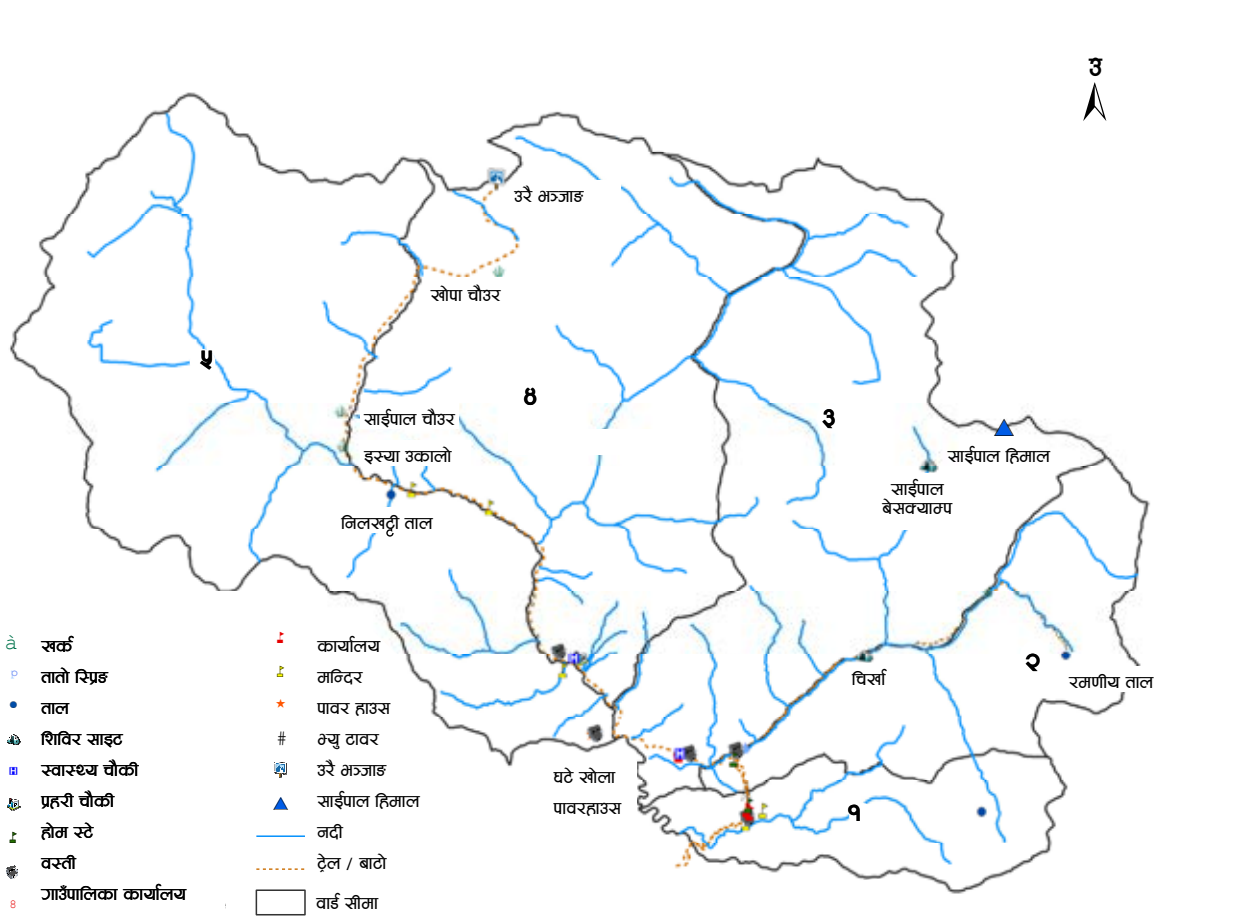 उ
उरै भञ्जाङ
खोपा चौउर
५
४
३
साईपाल चौउर
साईपाल हिमाल
इस्या उकालो
साईपाल
बेसक्याम्प
निलखट्टी ताल
२
चिर्खा
रमणीय ताल
घटे खोला
पावरहाउस
१
खर्क
तातो स्प्रिङ
ताल
शिविर साइट
स्वास्थ्य चौकी
प्रहरी चौकी
होम स्टे
वस्ती
गाउँपालिका कार्यालय
कार्यालय
मन्दिर
पावर हाउस
भ्यु टावर
उरै भञ्जाङ
साईपाल हिमाल
नदी
ट्रेल / बाटो
वार्ड सीमा